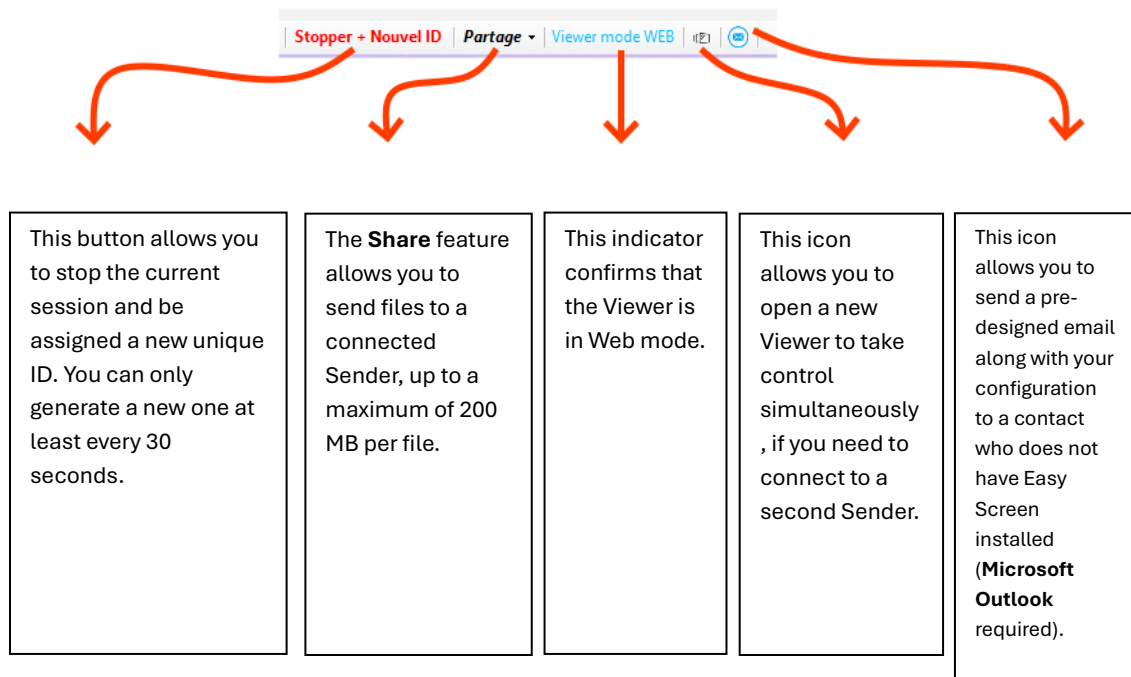 Stopper + Nouvel ID Partage Viewer mode WEB
This button allows you
to stop the current
session and be
assigned a new unique
ID. You can only
generate a new one at
least every 30
seconds.
The Share feature
allows you to
send files to a
connected
Sender, up to a
maximum of 200
MB per file.
This indicator
confirms that
the Viewer is
in Web mode.
This icon
allows you to
open a new
Viewer to take
control
simultaneously
, if you need to
connect to a
second Sender.
This icon
allows you to
send a pre-
designed email
along with your
configuration
to a contact
who does not
have Easy
Screen
installed
(Microsoft
Outlook
required).